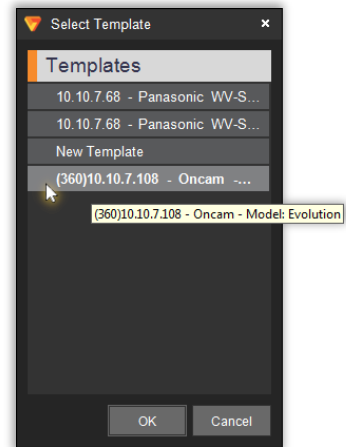 Select Template
Templates
10.10.7.68 - Panasonic WV-S...
10.10.7.68 - Panasonic WV-S...
New Template
(360)10.10.7.108 - Oncam -...
(360)10.10.7.108 - Oncam - Model: Evolution
OK Cancel